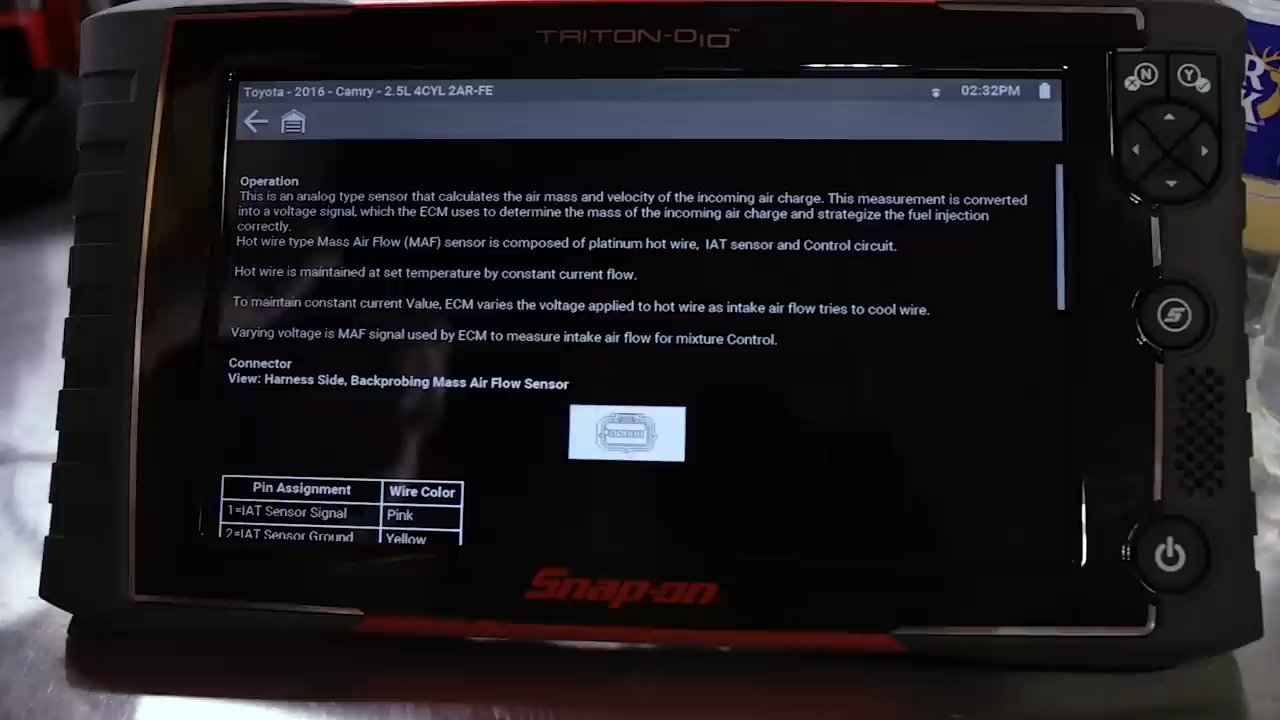 TRITON-D10™
Toyota - 2016 - Camry - 2.5L 4CYL 2AR-FE
02:32PM
N
Y
Operation
This is an analog type sensor that calculates the air mass and velocity of the incoming air charge. This measurement is converted
into a voltage signal, which the ECM uses to determine the mass of the incoming air charge and strategize the fuel injection
correctly.
Hot wire type Mass Air Flow (MAF) sensor is composed of platinum hot wire, IAT sensor and Control circuit.
Hot wire is maintained at set temperature by constant current flow.
To maintain constant current Value, ECM varies the voltage applied to hot wire as intake air flow tries to cool wire.
Varying voltage is MAF signal used by ECM to measure intake air flow for mixture Control.
Connector
View: Harness Side, Backprobing Mass Air Flow Sensor
Pin Assignment Wire Color
1=IAT Sensor Signal Pink
2=IAT Sensor Ground Yellow
Snap-on